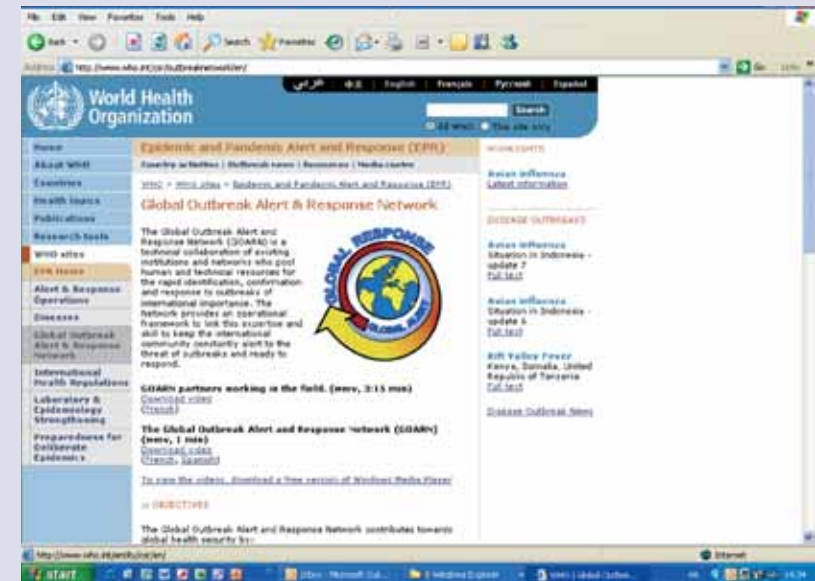 File Edit View Favorites Tools Help
Back Search Favorites
Address http://www.who.int/csr/outbreaknetwork/en/ Go Links
عربي 中文 English Français Русский Español
World Health
Organization
Search
All WHO This site only
Home
About WHO
Countries
Health topics
Publications
Research tools
WHO sites
EPR Home
Alert & Response
Operations
Diseases
Global Outbreak
Alert & Response
Network
International
Health Regulations
Laboratory &
Epidemiology
Strengthening
Preparedness for
Deliberate
Epidemics
Epidemic and Pandemic Alert and Response (EPR)
Country activities | Outbreak news | Resources | Media centre
WHO > WHO sites > Epidemic and Pandemic Alert and Response (EPR)
Global Outbreak Alert & Response Network
The Global Outbreak Alert and
Response Network (GOARN) is a
technical collaboration of existing
institutions and networks who pool
human and technical resources for
the rapid identification, confirmation
and response to outbreaks of
international importance. The
Network provides an operational
framework to link this expertise and
skill to keep the international
community constantly alert to the
threat of outbreaks and ready to
respond.
GLOBAL RESPONSE
GLOBAL ALERT
GOARN partners working in the field. (wmv, 3:15 min)
Download video
(French)
The Global Outbreak Alert and Response Network (GOARN)
(wmv, 1 min)
Download video
(French, Spanish)
To view the videos, download a free version of Windows Media Player
:: OBJECTIVES
The Global Outbreak Alert and Response Network contributes towards
global health security by:
HIGHLIGHTS
Avian influenza
Latest information
DISEASE OUTBREAKS
Avian influenza
Situation in Indonesia -
update 7
Full text
Avian influenza
Situation in Indonesia -
update 6
Full text
Rift Valley Fever
Kenya, Somalia, United
Republic of Tanzania
Full text
Disease Outbreak News
http://www.who.int/en/
Internet
start